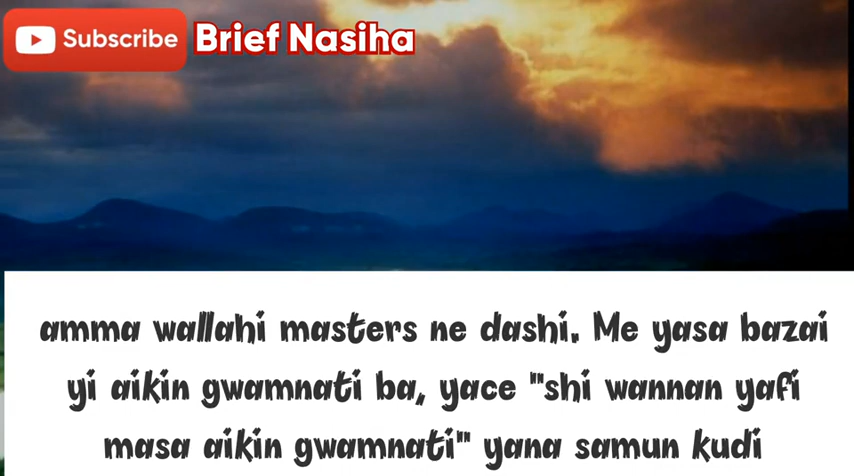 Subscribe Brief Nasiha
amma wallahi masters ne dashi. Me yasa bazai
yi aikin gwamnati ba, yace "shi wannan yafi
masa aikin gwamnati" yana samun kudi